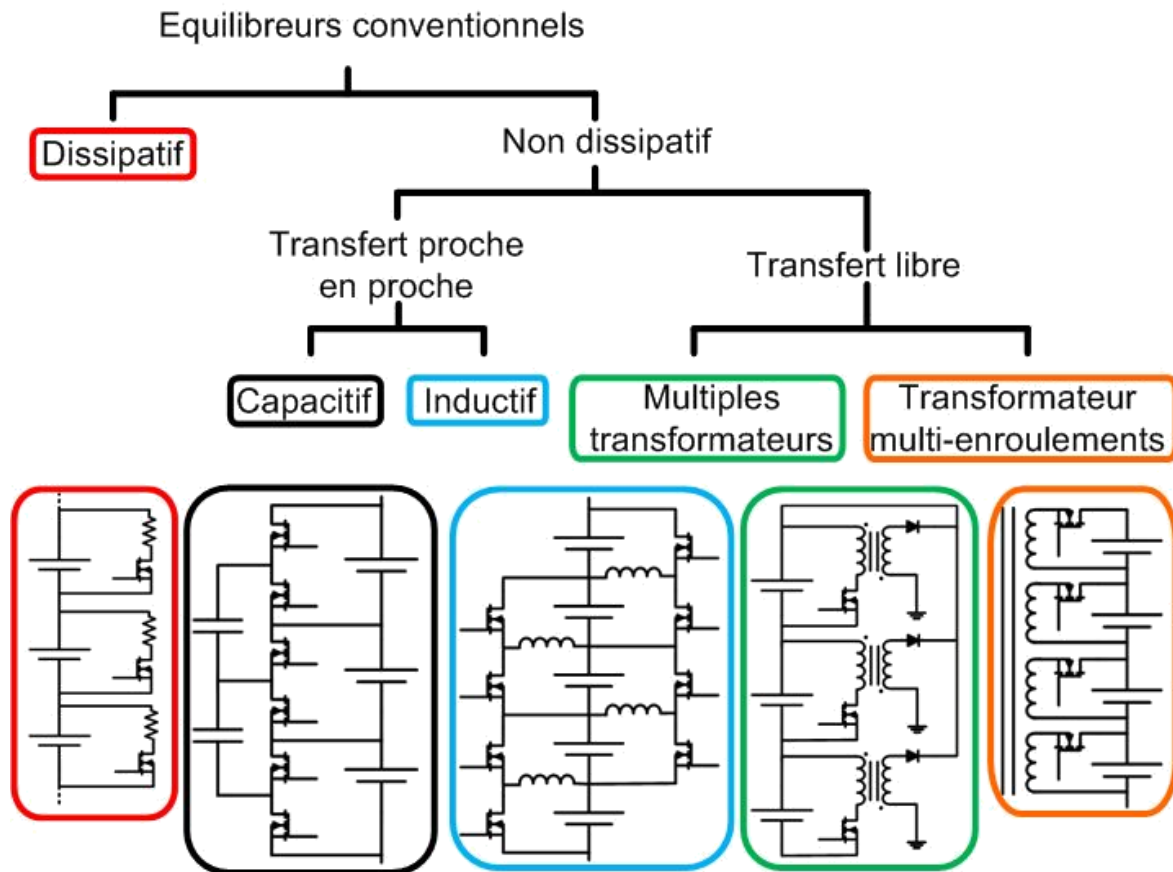 Equilibreurs conventionnels
Dissipatif
Non dissipatif
Transfert proche
en proche
Transfert libre
Capacitif
Inductif
Multiples
transformateurs
Transformateur
multi-enroulements